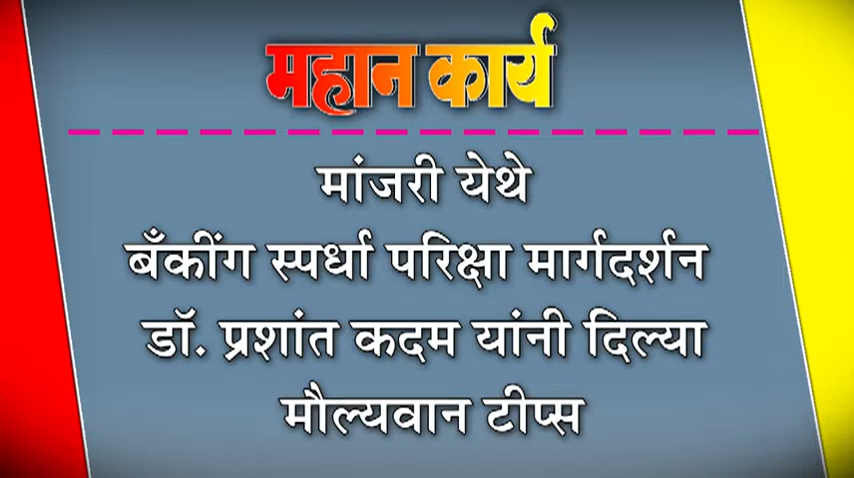 महान कार्य
मांजरी येथे
बँकींग स्पर्धा परिक्षा मार्गदर्शन
डॉ. प्रशांत कदम यांनी दिल्या
मौल्यवान टीप्स